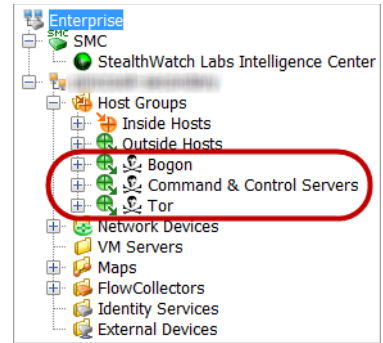 Enterprise
SMC
SMC
StealthWatch Labs Intelligence Center
Host Groups
Inside Hosts
Outside Hosts
Bogon
Command & Control Servers
Tor
Network Devices
VM Servers
Maps
FlowCollectors
Identity Services
External Devices